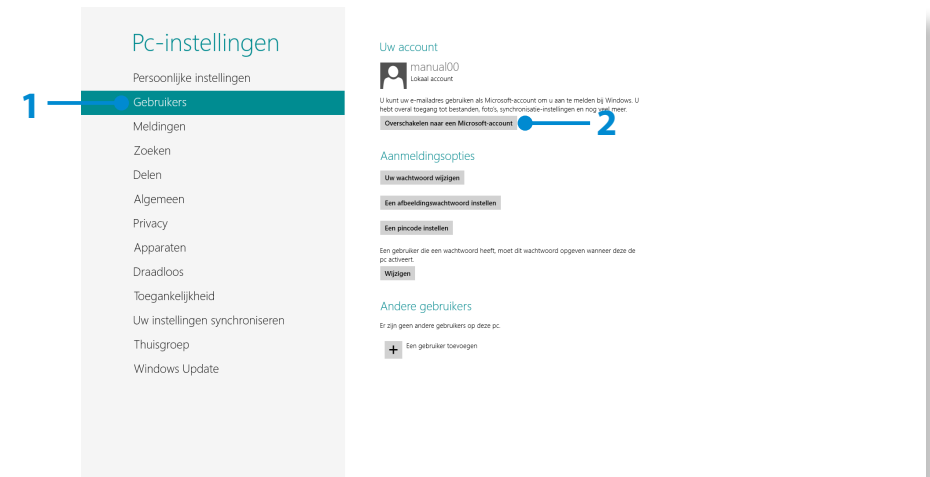 Pc-instellingen
Persoonlijke instellingen
1
Gebruikers
Meldingen
Zoeken
Delen
Algemeen
Privacy
Apparaten
Draadloos
Toegankelijkheid
Uw instellingen synchroniseren
Thuisgroep
Windows Update
Uw account
manual00
Lokaal account
U kunt uw e-mailadres gebruiken als Microsoft-account om u aan te melden bij Windows. U
hebt overal toegang tot bestanden, foto's, synchronisatie-instellingen en nog veel meer.
Overschakelen naar een Microsoft-account
2
Aanmeldingsopties
Uw wachtwoord wijzigen
Een afbeeldingswachtwoord instellen
Een pincode instellen
Een gebruiker die een wachtwoord heeft, moet dit wachtwoord opgeven wanneer deze de
pc activeert.
Wijzigen
Andere gebruikers
Er zijn geen andere gebruikers op deze pc.
Een gebruiker toevoegen